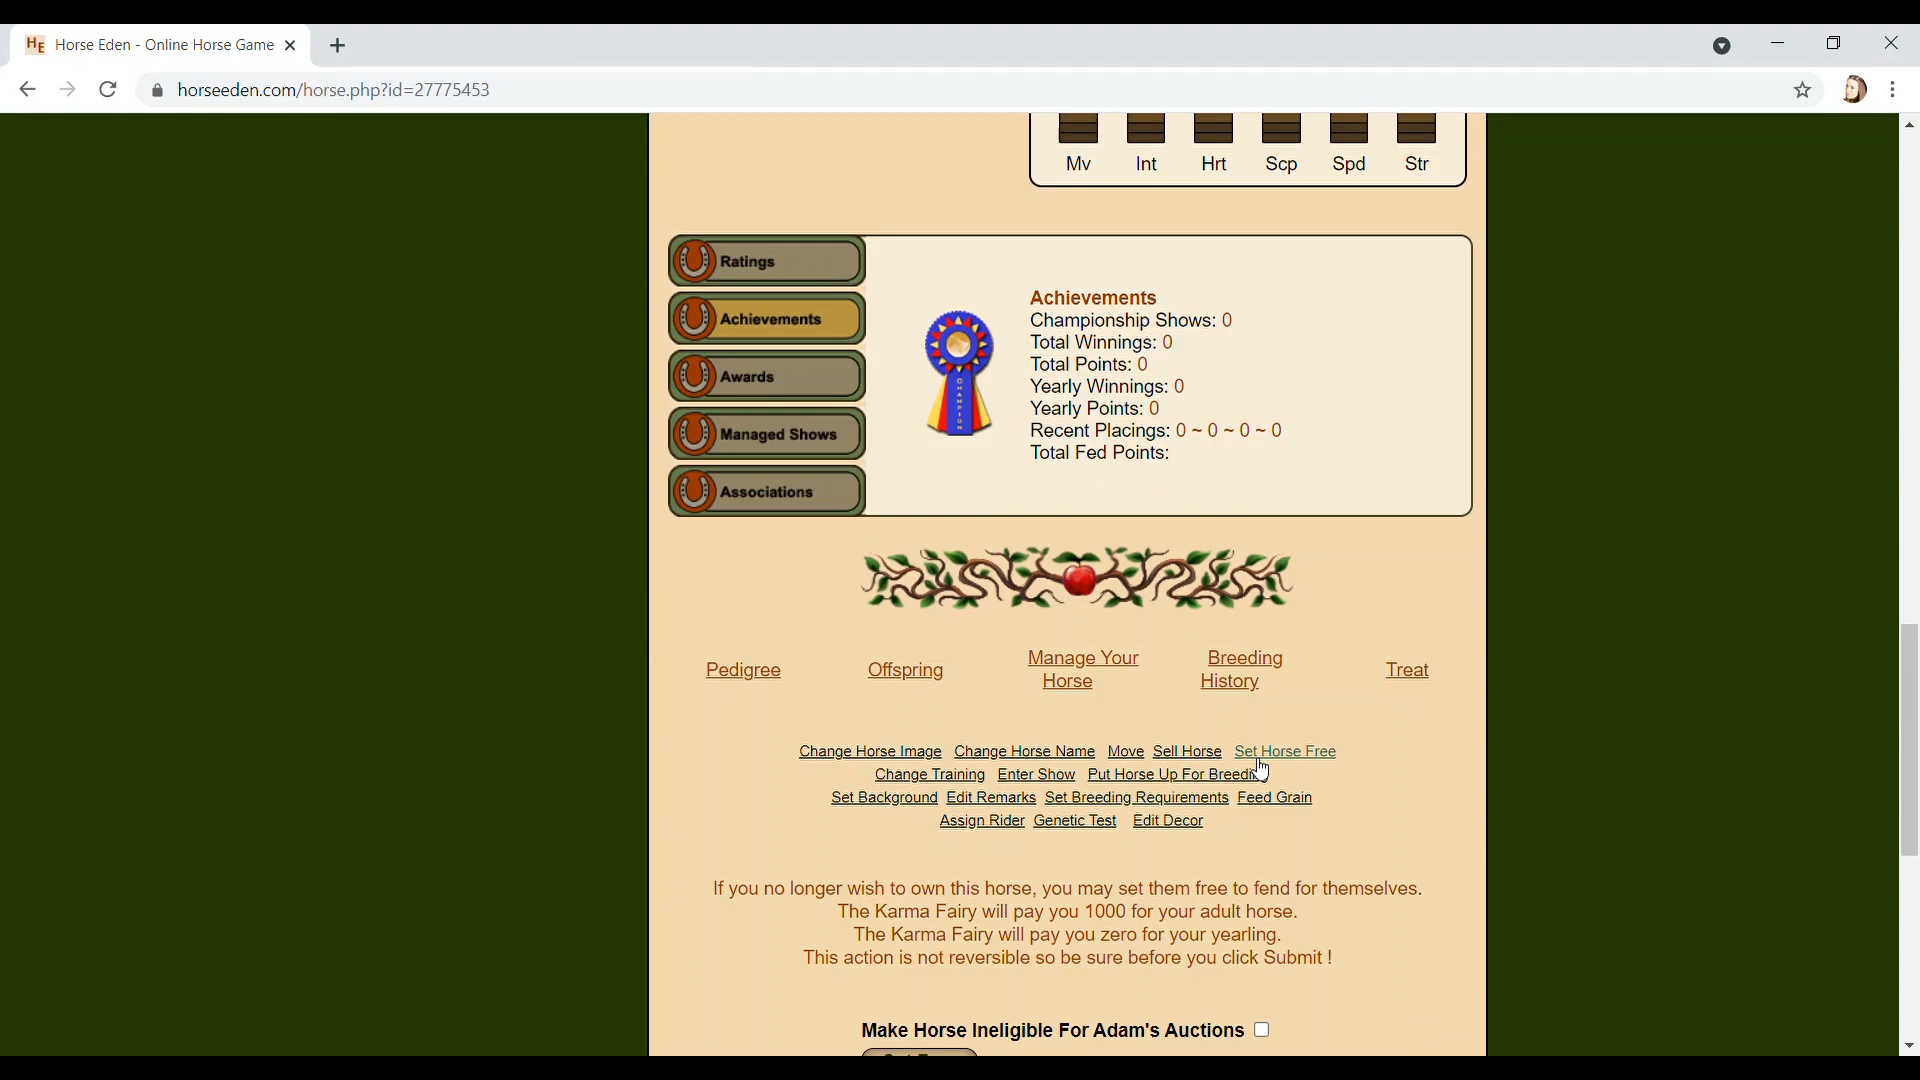 Horse Eden - Online Horse Game
horseeden.com/horse.php?id=27775453
Mv Int Hrt Scp Spd Str
Ratings
Achievements
Awards
Managed Shows
Associations
CHAMPION
Achievements
Championship Shows: 0
Total Winnings: 0
Total Points: 0
Yearly Winnings: 0
Yearly Points: 0
Recent Placings: 0 ~ 0 ~ 0 ~ 0
Total Fed Points:
Pedigree
Offspring
Manage Your
Horse
Breeding
History
Treat
Change Horse Image Change Horse Name Move Sell Horse Set Horse Free
Change Training Enter Show Put Horse Up For Breeding
Set Background Edit Remarks Set Breeding Requirements Feed Grain
Assign Rider Genetic Test Edit Decor
If you no longer wish to own this horse, you may set them free to fend for themselves.
The Karma Fairy will pay you 1000 for your adult horse.
The Karma Fairy will pay you zero for your yearling.
This action is not reversible so be sure before you click Submit !
Make Horse Ineligible For Adam's Auctions